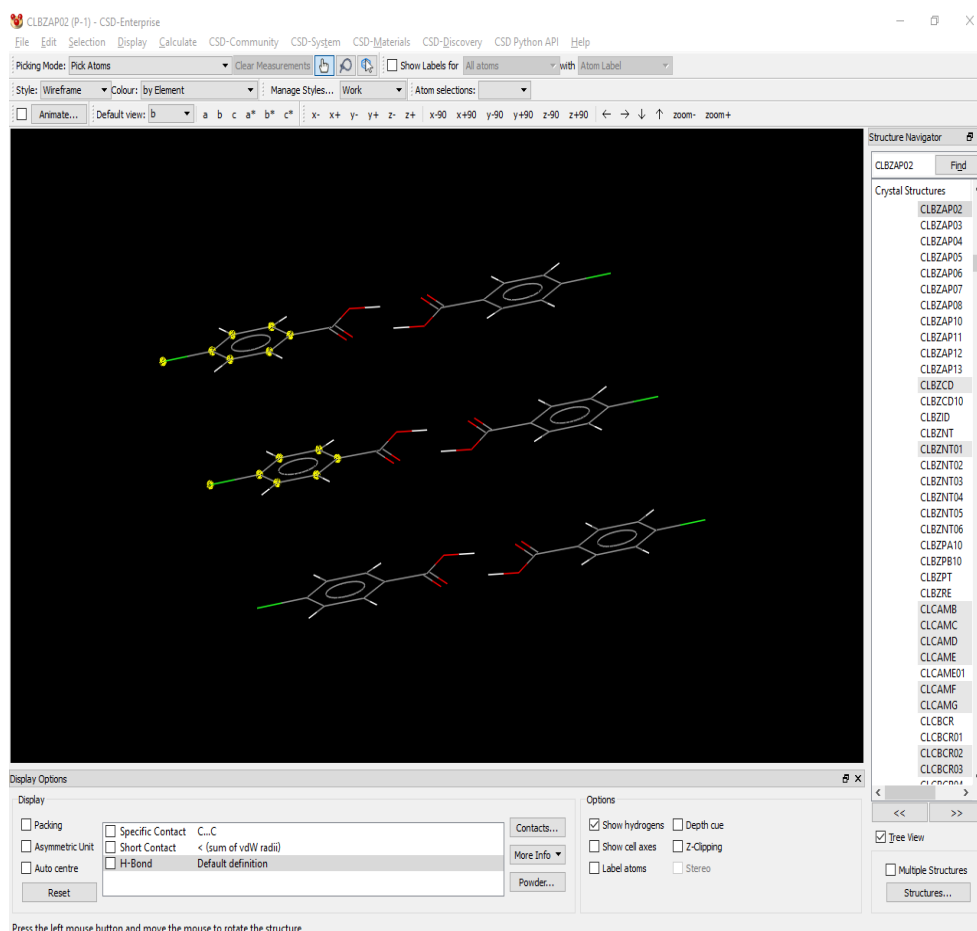 CLBZAP02 (P-1) - CSD-Enterprise
File Edit Selection Display Calculate CSD-Community CSD-System CSD-Materials CSD-Discovery CSD Python API Help
Picking Mode: Pick Atoms Clear Measurements Show Labels for All atoms with Atom Label
Style: Wireframe Colour: by Element Manage Styles... Work Atom selections:
Animate... Default view: b a b c a* b* c* x- x+ y- y+ z- z+ x-90 x+90 y-90 y+90 z-90 z+90 ← → ↓ ↑ zoom- zoom+
Structure Navigator
CLBZAP02 Find
Crystal Structures
CLBZAP02
CLBZAP03
CLBZAP04
CLBZAP05
CLBZAP06
CLBZAP07
CLBZAP08
CLBZAP10
CLBZAP11
CLBZAP12
CLBZAP13
CLBZCD
CLBZCD10
CLBZID
CLBZNT
CLBZNT01
CLBZNT02
CLBZNT03
CLBZNT04
CLBZNT05
CLBZNT06
CLBZPA10
CLBZPB10
CLBZPT
CLBZRE
CLCAMB
CLCAMC
CLCAMD
CLCAME
CLCAME01
CLCAMF
CLCAMG
CLCBCR
CLCBCR01
CLCBCR02
CLCBCR03
<< >>
Tree View
Multiple Structures
Structures...
Display Options
Display
Packing
Asymmetric Unit
Auto centre
Reset
Specific Contact C...C
Short Contact < (sum of vdW radii)
H-Bond Default definition
Contacts...
More Info
Powder...
Options
Show hydrogens Depth cue
Show cell axes Z-Clipping
Label atoms Stereo
Press the left mouse button and move the mouse to rotate the structure